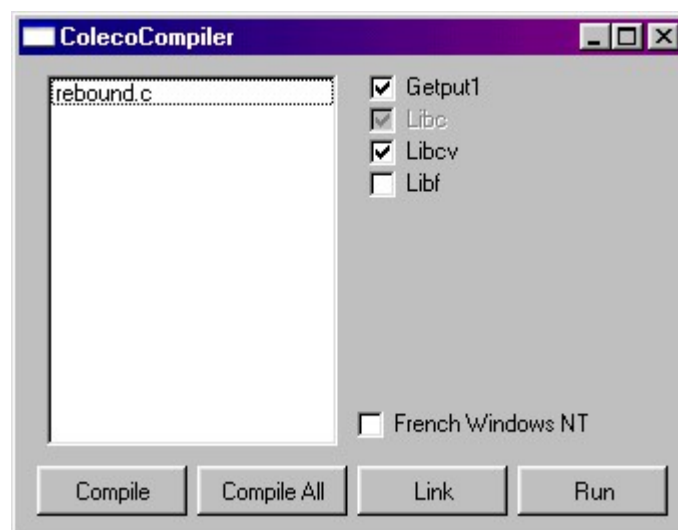 ColecoCompiler
rebound.c
Getput1
Libc
Libcv
Libf
French Windows NT
Compile
Compile All
Link
Run